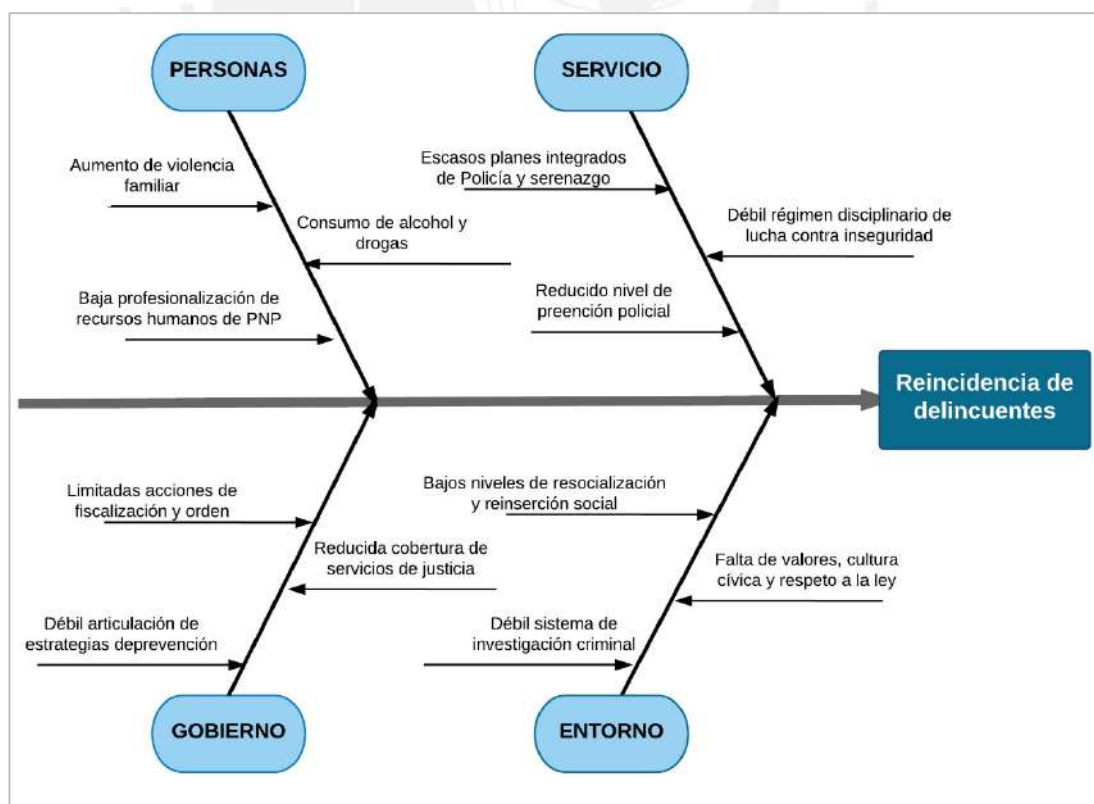 PERSONAS
SERVICIO
Aumento de violencia
familiar
Escasos planes integrados
de Policía y serenazgo
Consumo de alcohol y
drogas
Débil régimen disciplinario de
lucha contra inseguridad
Baja profesionalización de
recursos humanos de PNP
Reducido nivel de
preención policial
Reincidencia de
delincuentes
Limitadas acciones de
fiscalización y orden
Bajos niveles de resocialización
y reinserción social
Reducida cobertura de
servicios de justicia
Falta de valores, cultura
cívica y respeto a la ley
Débil articulación de
estrategias deprevención
Débil sistema de
investigación criminal
GOBIERNO
ENTORNO